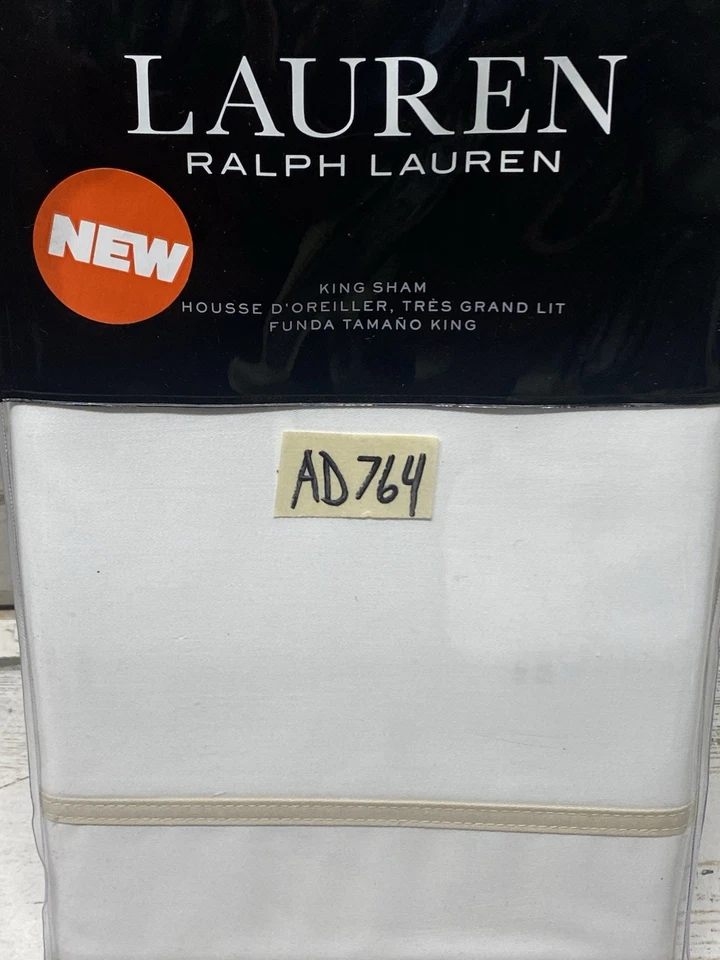 LAUREN
RALPH LAUREN
NEW
KING SHAM
HOUSSE D'OREILLER, TRÈS GRAND LIT
FUNDA TAMAÑO KING
AD764